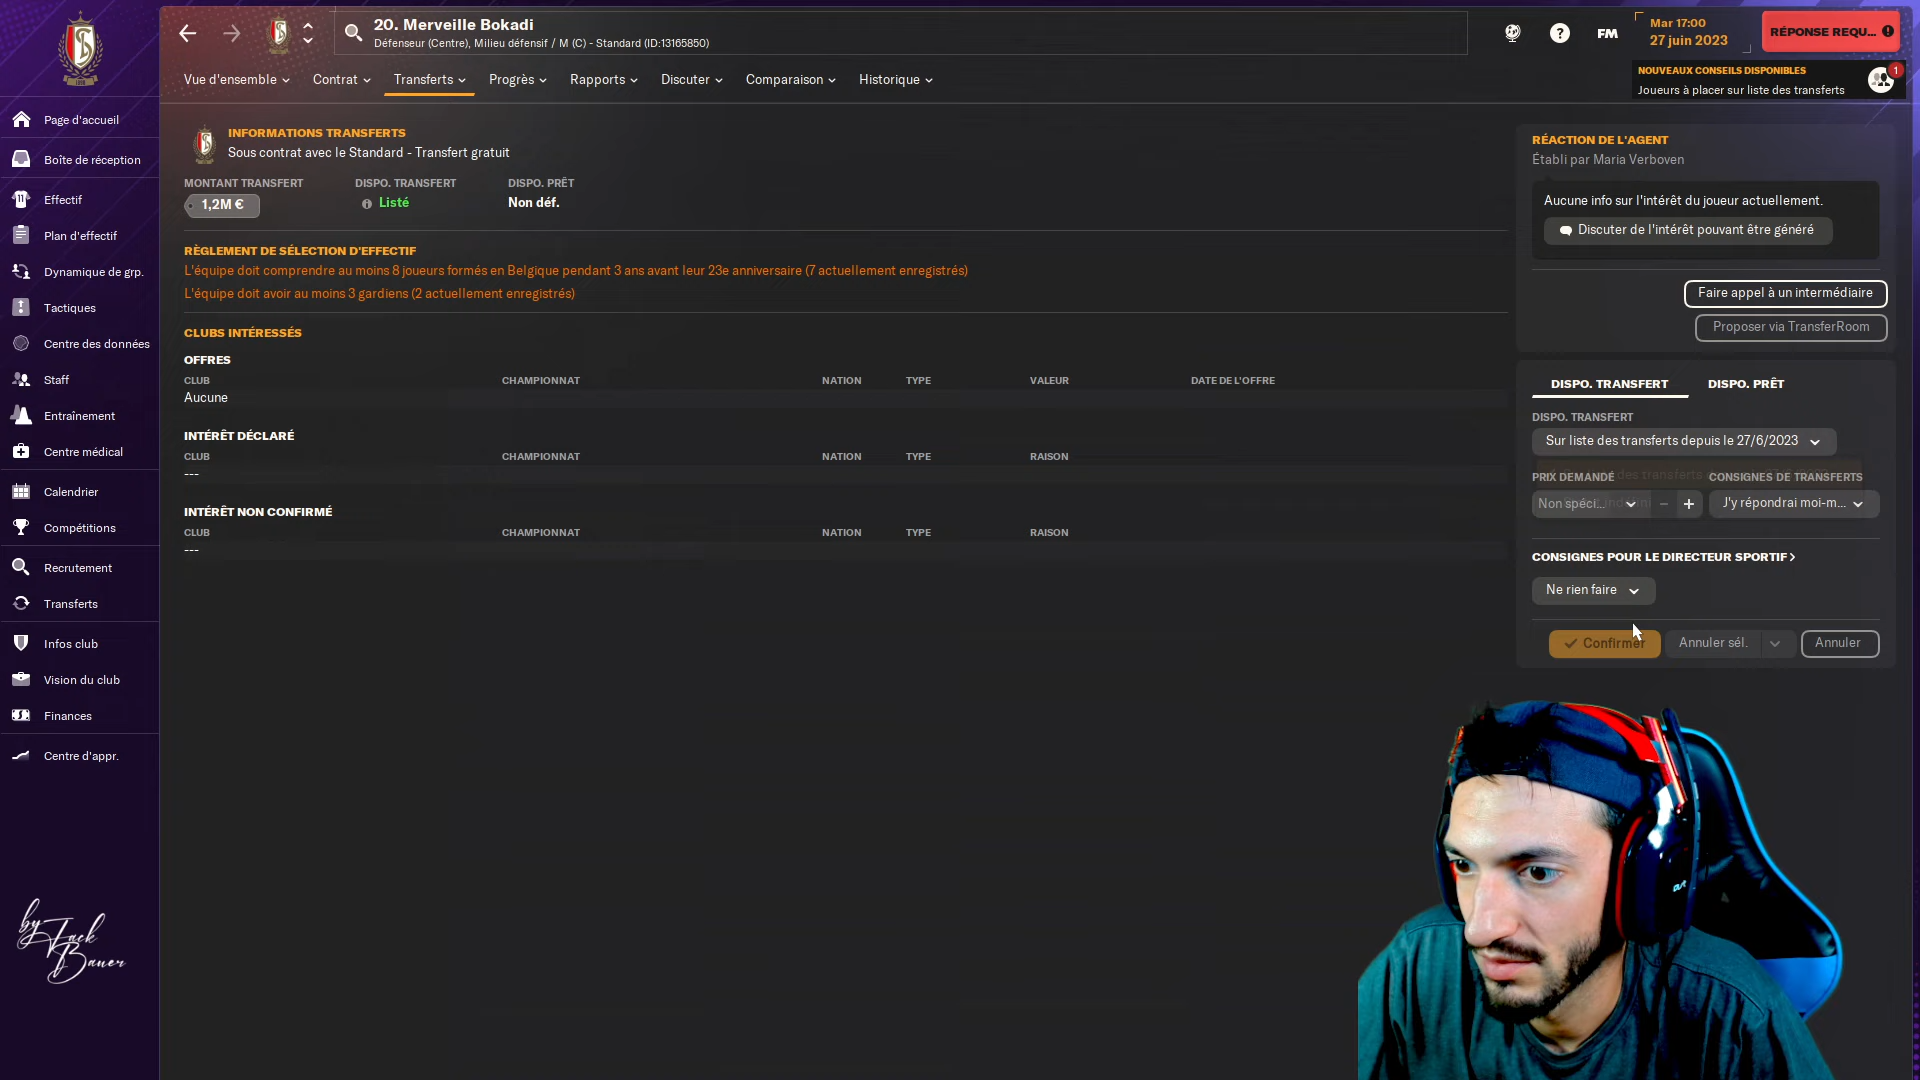 20. Merveille Bokadi
Défenseur (Centre), Milieu défensif / M (C) - Standard (ID:13165850)
FM
Mar 17:00
27 juin 2023
RÉPONSE REQU...
NOUVEAUX CONSEILS DISPONIBLES
Joueurs à placer sur liste des transferts
1
Vue d'ensemble
Contrat
Transferts
Progrès
Rapports
Discuter
Comparaison
Historique
Page d'accueil
Boîte de réception
Effectif
Plan d'effectif
Dynamique de grp.
Tactiques
Centre des données
Staff
Entraînement
Centre médical
Calendrier
Compétitions
Recrutement
Transferts
Infos club
Vision du club
Finances
Centre d'appr.
by Jack Bauer
INFORMATIONS TRANSFERTS
Sous contrat avec le Standard - Transfert gratuit
MONTANT TRANSFERT
DISPO. TRANSFERT
DISPO. PRÊT
1,2M €
Listé
Non déf.
RÈGLEMENT DE SÉLECTION D'EFFECTIF
L'équipe doit comprendre au moins 8 joueurs formés en Belgique pendant 3 ans avant leur 23e anniversaire (7 actuellement enregistrés)
L'équipe doit avoir au moins 3 gardiens (2 actuellement enregistrés)
CLUBS INTÉRESSÉS
OFFRES
CLUB CHAMPIONNAT NATION TYPE VALEUR DATE DE L'OFFRE
Aucune
INTÉRÊT DÉCLARÉ
CLUB CHAMPIONNAT NATION TYPE RAISON
---
INTÉRÊT NON CONFIRMÉ
CLUB CHAMPIONNAT NATION TYPE RAISON
---
RÉACTION DE L'AGENT
Établi par Maria Verboven
Aucune info sur l'intérêt du joueur actuellement.
Discuter de l'intérêt pouvant être généré
Faire appel à un intermédiaire
Proposer via TransferRoom
DISPO. TRANSFERT
DISPO. PRÊT
DISPO. TRANSFERT
Sur liste des transferts depuis le 27/6/2023
PRIX DEMANDÉ
CONSIGNES DE TRANSFERTS
Non spéci...
J'y répondrai moi-m...
CONSIGNES POUR LE DIRECTEUR SPORTIF >
Ne rien faire
Confirmer
Annuler sél.
Annuler